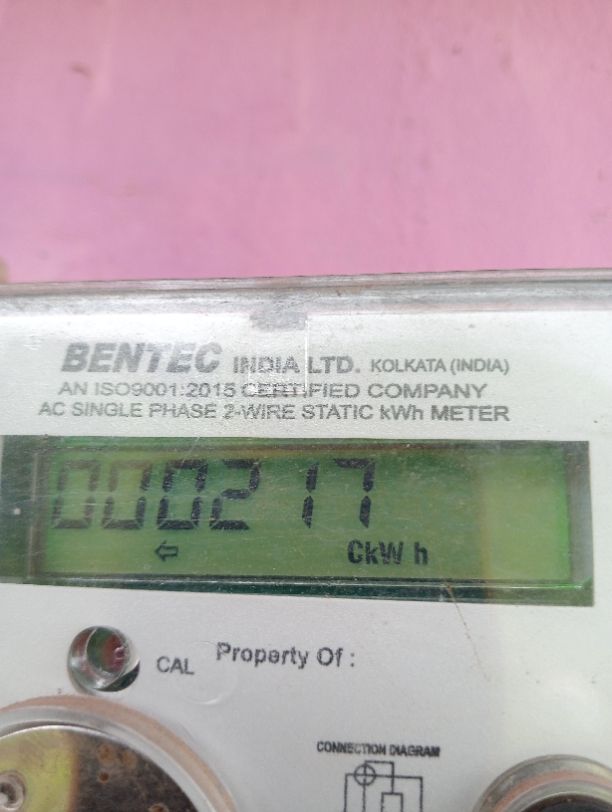 BENTEC INDIA LTD. KOLKATA (INDIA)
AN ISO9001:2015 CERTIFIED COMPANY
AC SINGLE PHASE 2-WIRE STATIC kWh METER
000217
CkW h
CAL
Property Of :
CONNECTION DIAGRAM